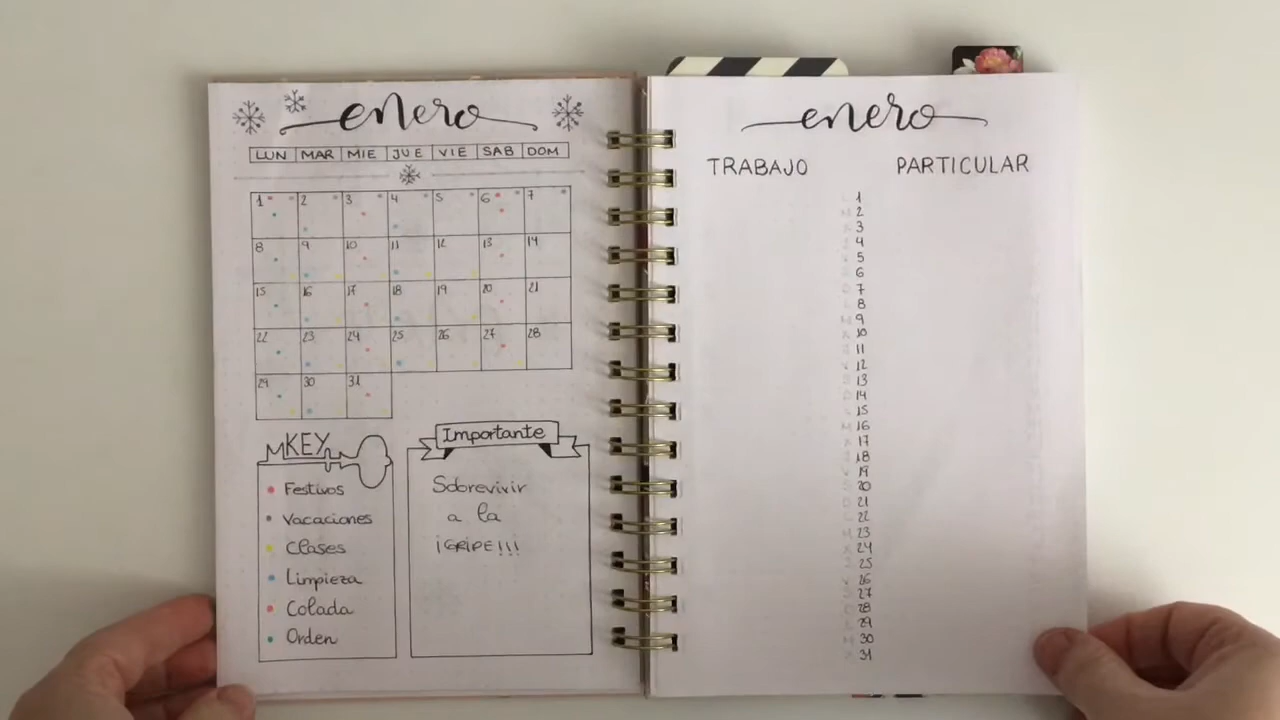 enero
LUN MAR MIE JUE VIE SAB DOM
1 2 3 4 5 6 7
8 9 10 11 12 13 14
15 16 17 18 19 20 21
22 23 24 25 26 27 28
29 30 31
KEY
Festivos
Vacaciones
Clases
Limpieza
Colada
Orden
Importante
Sobrevivir
a la
¡GRIPE!!!
enero
TRABAJO PARTICULAR
1
2
3
4
5
6
7
8
9
10
11
12
13
14
15
16
17
18
19
20
21
22
23
24
25
26
27
28
29
30
31